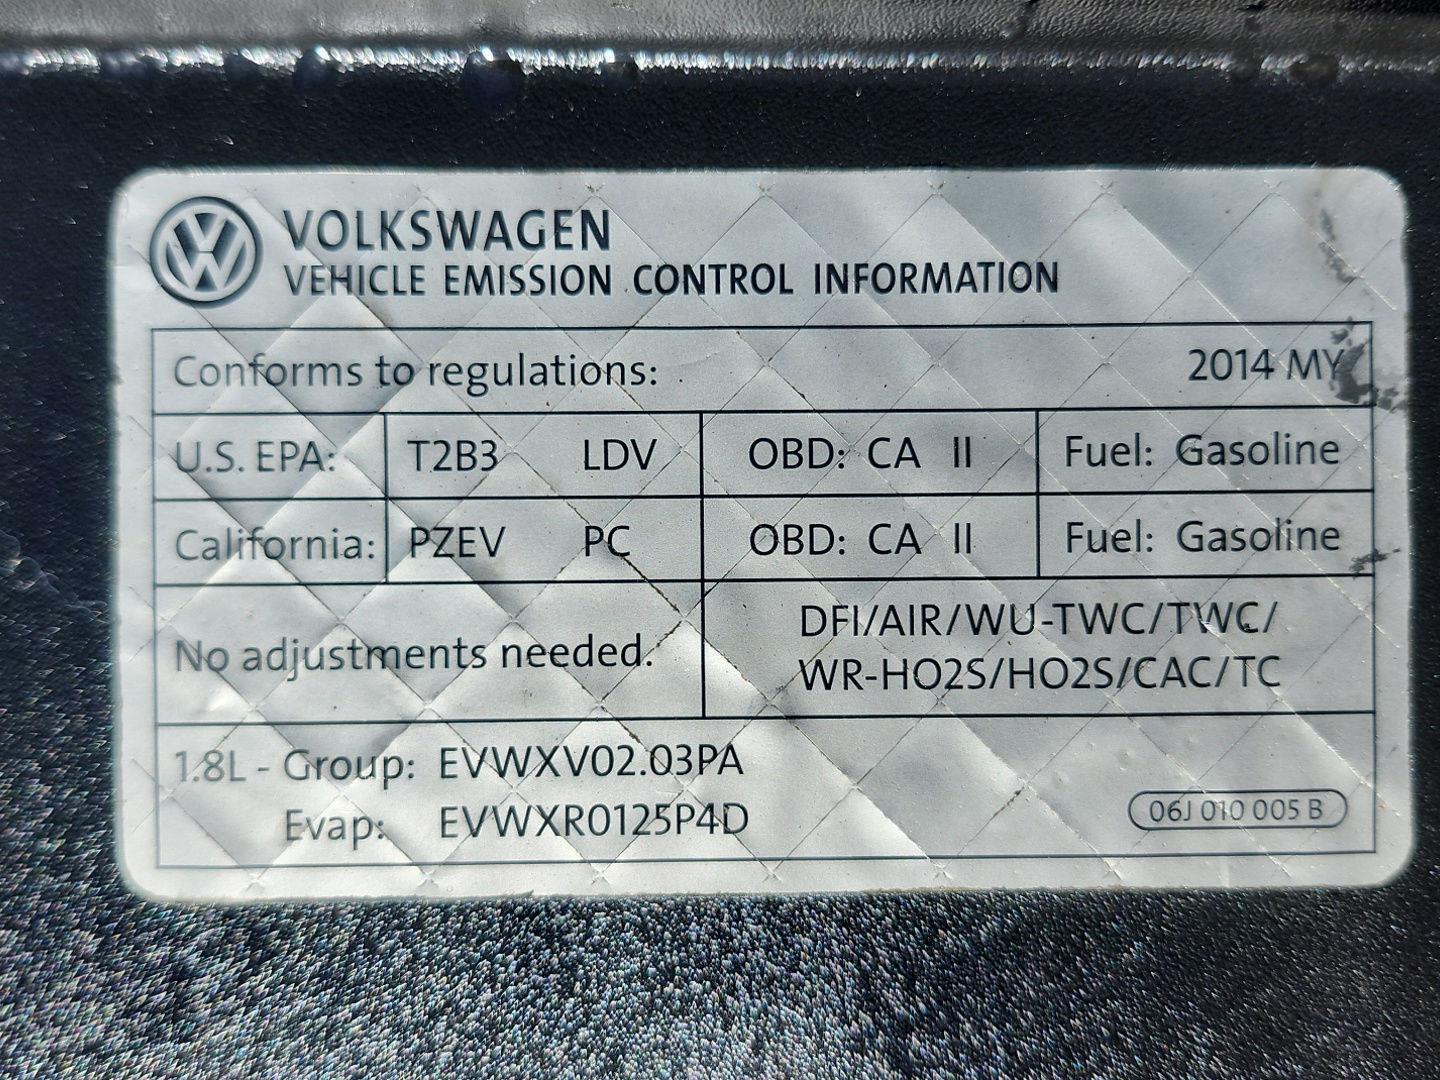 VOLKSWAGEN
VEHICLE EMISSION CONTROL INFORMATION
Conforms to regulations: 2014 MY
U.S. EPA: T2B3 LDV OBD: CA II Fuel: Gasoline
California: PZEV PC OBD: CA II Fuel: Gasoline
No adjustments needed.
DFI/AIR/WU-TWC/TWC/
WR-HO2S/HO2S/CAC/TC
1.8L - Group: EVWXV02.03PA
Evap: EVWXR0125P4D
06J 010 005 B